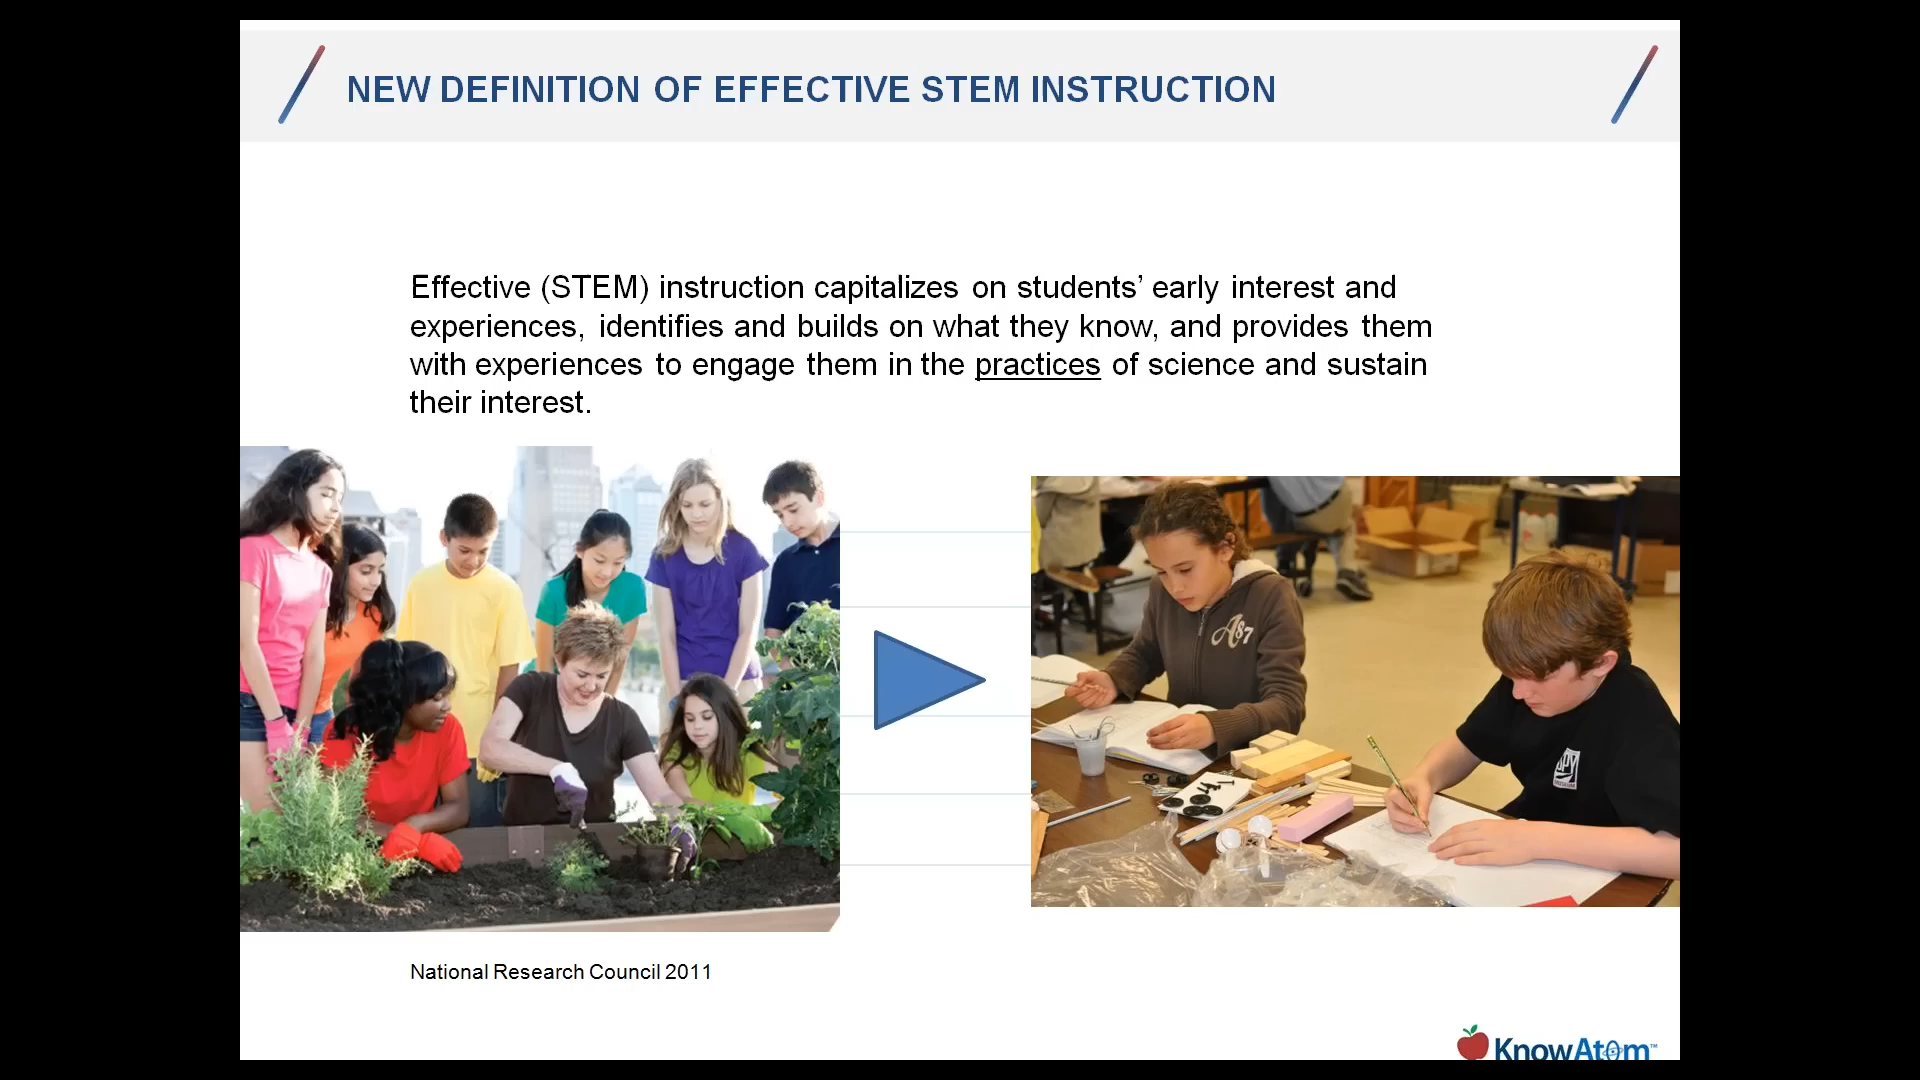 NEW DEFINITION OF EFFECTIVE STEM INSTRUCTION
Effective (STEM) instruction capitalizes on students’ early interest and
experiences, identifies and builds on what they know, and provides them
with experiences to engage them in the practices of science and sustain
their interest.
A87
National Research Council 2011
KnowAtom™